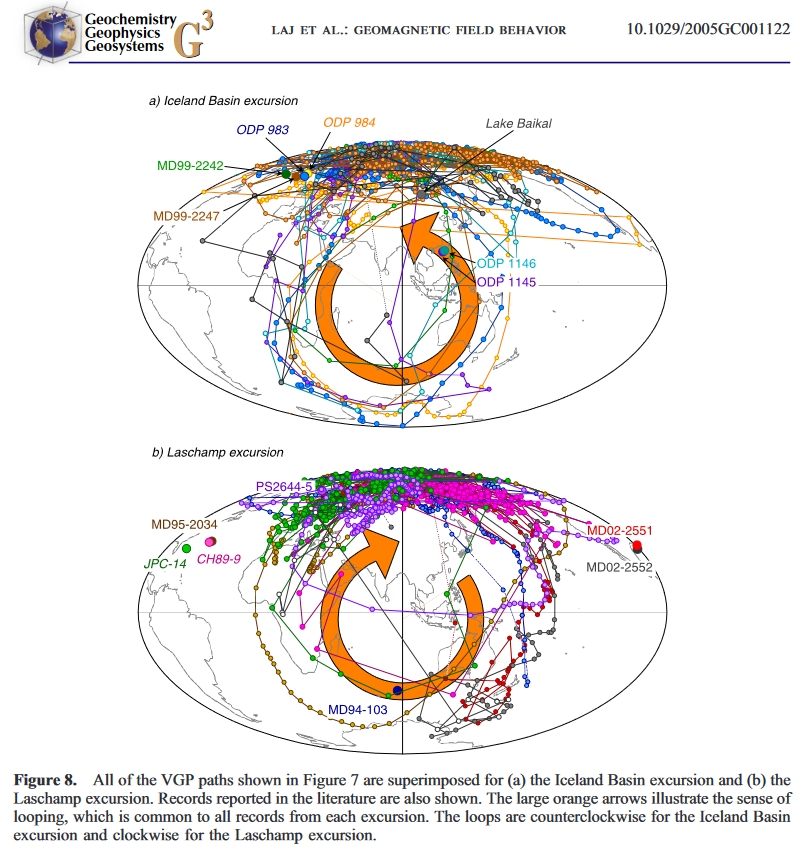 Geochemistry
Geophysics
Geosystems
G3
LAJ ET AL.: GEOMAGNETIC FIELD BEHAVIOR
10.1029/2005GC001122
a) Iceland Basin excursion
ODP 983
ODP 984
Lake Baikal
MD99-2242
MD99-2247
ODP 1146
ODP 1145
b) Laschamp excursion
PS2644-5
MD95-2034
JPC-14
CH89-9
MD02-2551
MD02-2552
MD94-103
Figure 8. All of the VGP paths shown in Figure 7 are superimposed for (a) the Iceland Basin excursion and (b) the
Laschamp excursion. Records reported in the literature are also shown. The large orange arrows illustrate the sense of
looping, which is common to all records from each excursion. The loops are counterclockwise for the Iceland Basin
excursion and clockwise for the Laschamp excursion.